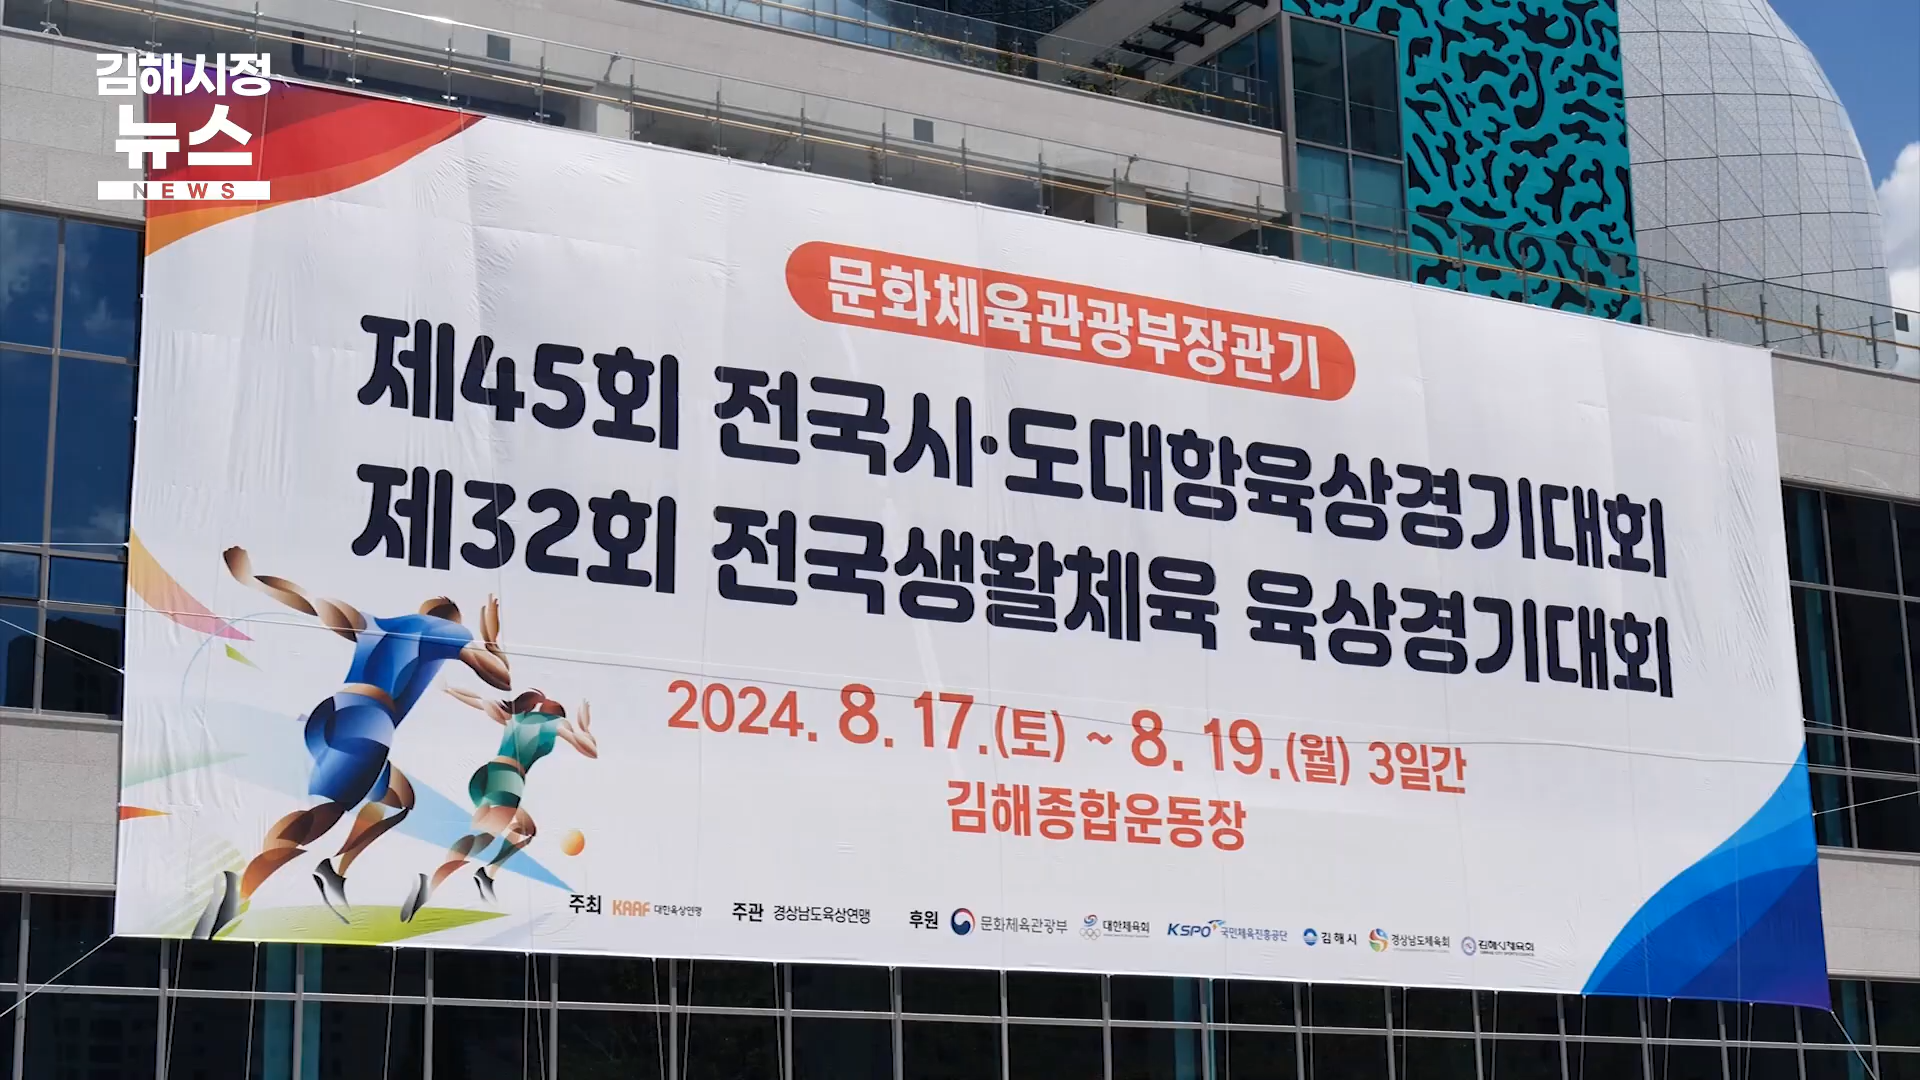 김해시정
뉴스
NEWS
문화체육관광부장관기
제45회 전국시·도대항육상경기대회
제32회 전국생활체육 육상경기대회
2024. 8. 17.(토) ~ 8. 19.(월) 3일간
김해종합운동장
주최 KAAF 대한육상연맹 주관 경상남도육상연맹 후원 문화체육관광부 대한체육회 KSPO 국민체육진흥공단 김해시 경상남도체육회 김해시체육회